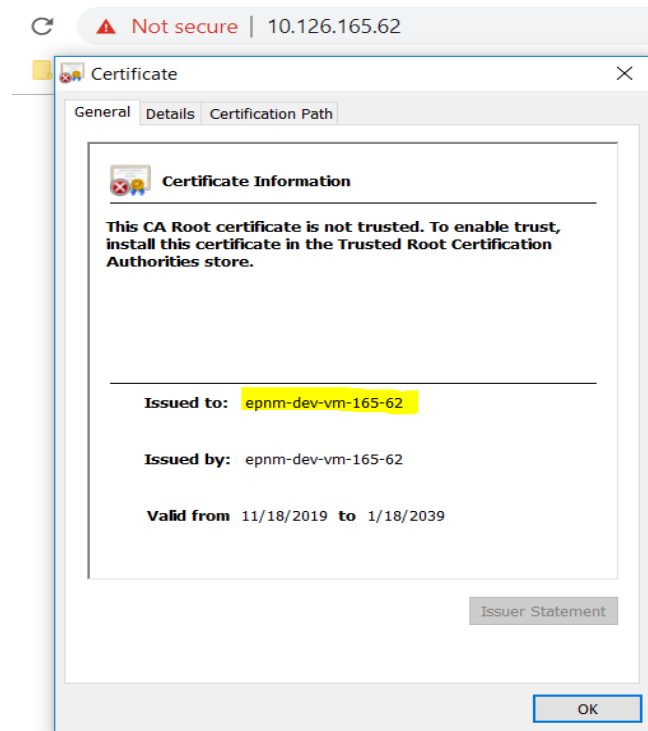 Not secure | 10.126.165.62
Certificate
General Details Certification Path
Certificate Information
This CA Root certificate is not trusted. To enable trust,
install this certificate in the Trusted Root Certification
Authorities store.
Issued to: epnm-dev-vm-165-62
Issued by: epnm-dev-vm-165-62
Valid from 11/18/2019 to 1/18/2039
Issuer Statement
OK